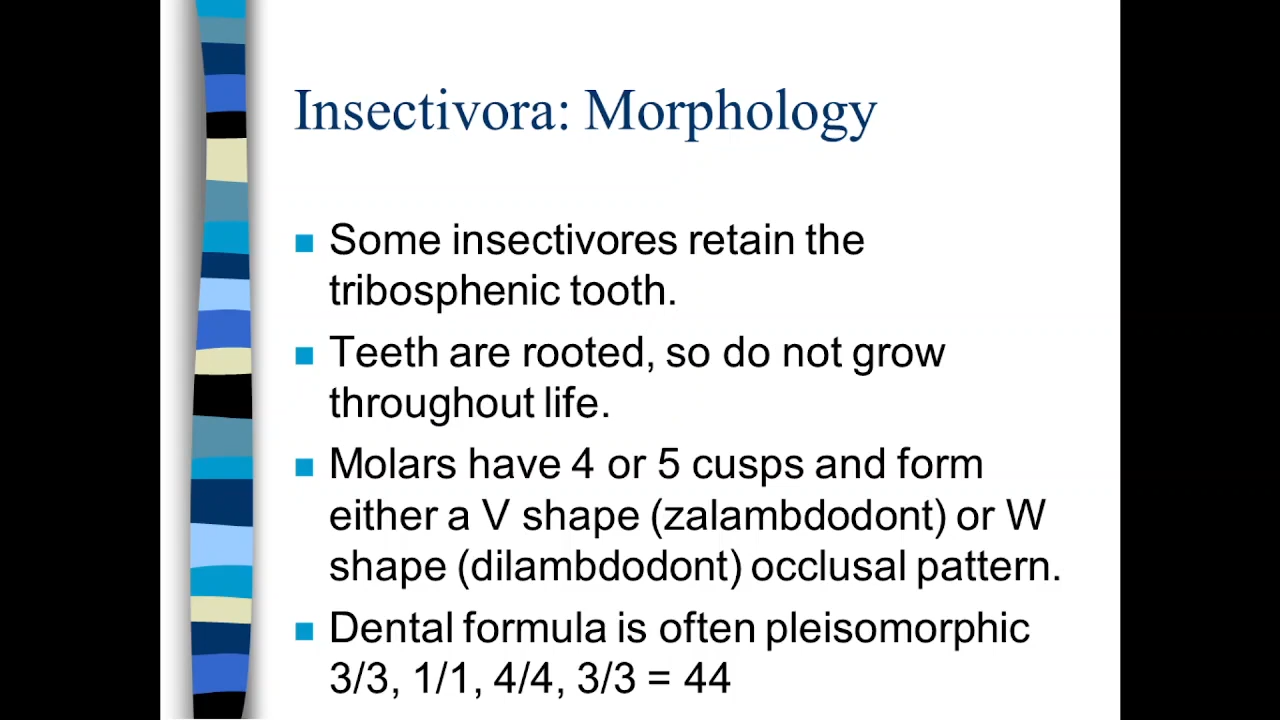 Insectivora: Morphology
Some insectivores retain the
tribosphenic tooth.
Teeth are rooted, so do not grow
throughout life.
Molars have 4 or 5 cusps and form
either a V shape (zalambdodont) or W
shape (dilambdodont) occlusal pattern.
Dental formula is often pleisomorphic
3/3, 1/1, 4/4, 3/3 = 44